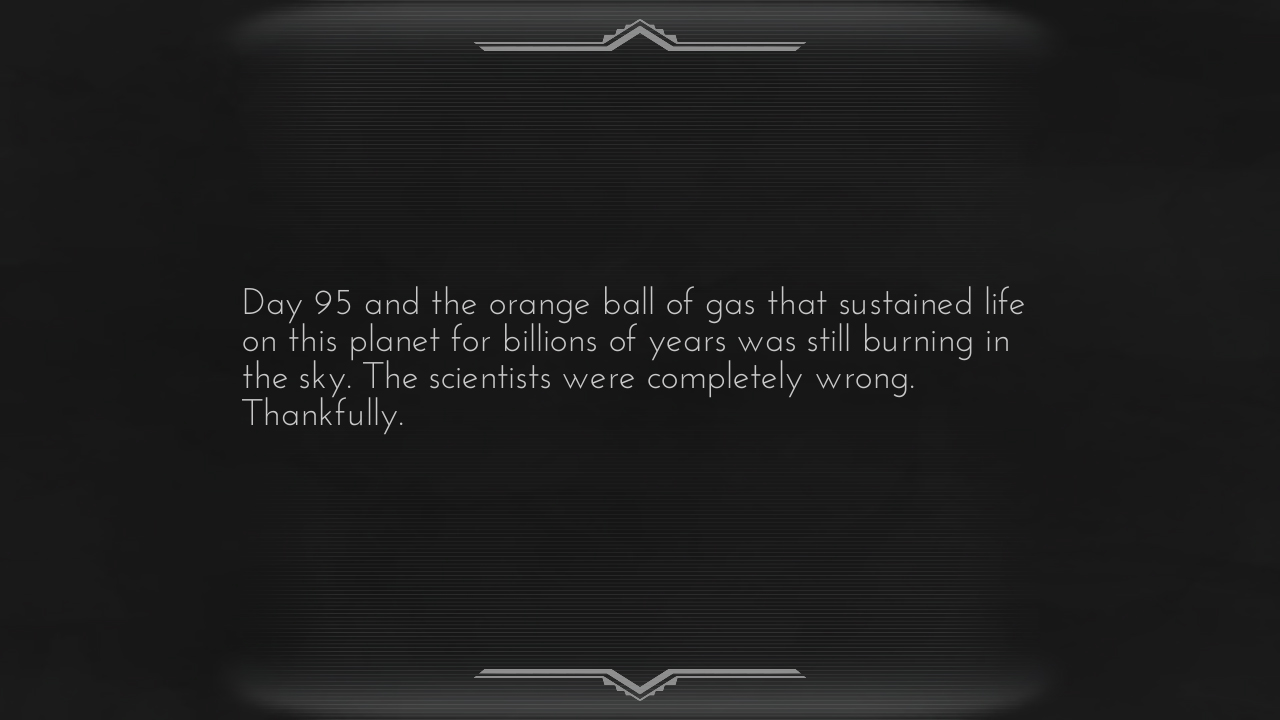 Day 95 and the orange ball of gas that sustained life
on this planet for billions of years was still burning in
the sky. The scientists were completely wrong.
Thankfully.